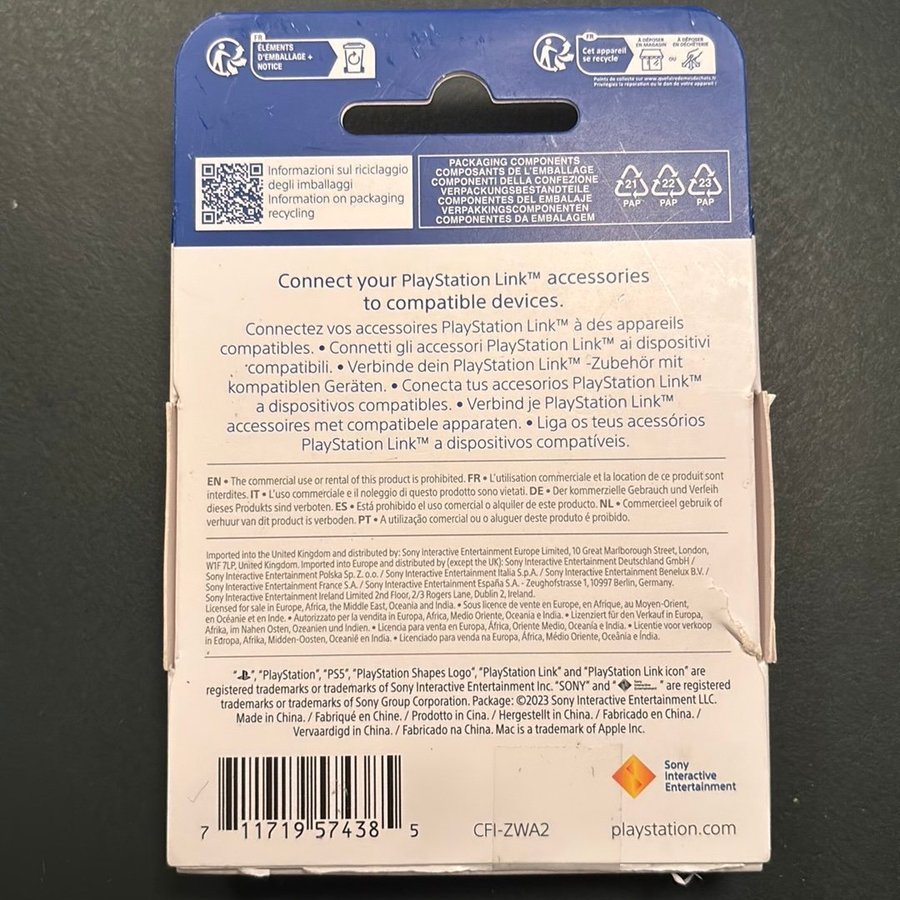 FR
ÉLÉMENTS
D'EMBALLAGE +
NOTICE
FR
Cet appareil
se recycle
À DÉPOSER
EN MAGASIN
OU
À DÉPOSER
EN DÉCHÈTERIE
Points de collecte sur www.quefairedemesdechets.fr
Privilégiez la réparation ou le don de votre appareil !
Informazioni sul riciclaggio
degli imballaggi
Information on packaging
recycling
PACKAGING COMPONENTS
COMPOSANTS DE L'EMBALLAGE
COMPONENTI DELLA CONFEZIONE
VERPACKUNGSBESTANDTEILE
COMPONENTES DEL EMBALAJE
VERPAKKINGSCOMPONENTEN
COMPONENTES DA EMBALAGEM
21
PAP
22
PAP
23
PAP
Connect your PlayStation Link™ accessories
to compatible devices.
Connectez vos accessoires PlayStation Link™ à des appareils
compatibles. • Connetti gli accessori PlayStation Link™ ai dispositivi
compatibili. • Verbinde dein PlayStation Link™ -Zubehör mit
kompatiblen Geräten. • Conecta tus accesorios PlayStation Link™
a dispositivos compatibles. • Verbind je PlayStation Link™
accessoires met compatibele apparaten. • Liga os teus acessórios
PlayStation Link™ a dispositivos compatíveis.
EN • The commercial use or rental of this product is prohibited. FR • L'utilisation commerciale et la location de ce produit sont
interdites. IT • L'uso commerciale e il noleggio di questo prodotto sono vietati. DE • Der kommerzielle Gebrauch und Verleih
dieses Produkts sind verboten. ES • Está prohibido el uso comercial o alquiler de este producto. NL • Commercieel gebruik of
verhuur van dit product is verboden. PT • A utilização comercial ou o aluguer deste produto é proibido.
Imported into the United Kingdom and distributed by: Sony Interactive Entertainment Europe Limited, 10 Great Marlborough Street, London,
W1F 7LP, United Kingdom. Imported into Europe and distributed by (except the UK): Sony Interactive Entertainment Deutschland GmbH /
Sony Interactive Entertainment Polska Sp. Z. o.o. / Sony Interactive Entertainment Italia S.p.A. / Sony Interactive Entertainment Benelux B.V. /
Sony Interactive Entertainment France S.A. / Sony Interactive Entertainment España S.A. - Zeughofstrasse 1, 10997 Berlin, Germany.
Sony Interactive Entertainment Ireland Limited 2nd Floor, 2/3 Rogers Lane, Dublin 2, Ireland.
Licensed for sale in Europe, Africa, the Middle East, Oceania and India. • Sous licence de vente en Europe, en Afrique, au Moyen-Orient,
en Océanie et en Inde. • Autorizzato per la vendita in Europa, Africa, Medio Oriente, Oceania e India. • Lizenziert für den Verkauf in Europa,
Afrika, im Nahen Osten, Ozeanien und Indien. • Licencia para venta en Europa, África, Oriente Medio, Oceanía e India. • Licentie voor verkoop
in Europa, Afrika, Midden-Oosten, Oceanië en India. • Licenciado para venda na Europa, África, Médio Oriente, Oceânia e Índia.
"PS", "PlayStation", "PS5", "PlayStation Shapes Logo", "PlayStation Link" and "PlayStation Link icon" are
registered trademarks or trademarks of Sony Interactive Entertainment Inc. "SONY" and " " are registered
trademarks or trademarks of Sony Group Corporation. Package: ©2023 Sony Interactive Entertainment LLC.
Made in China. / Fabriqué en Chine. / Prodotto in Cina. / Hergestellt in China. / Fabricado en China. /
Vervaardigd in China. / Fabricado na China. Mac is a trademark of Apple Inc.
7 11719 57438 5
CFI-ZWA2
Sony
Interactive
Entertainment
playstation.com